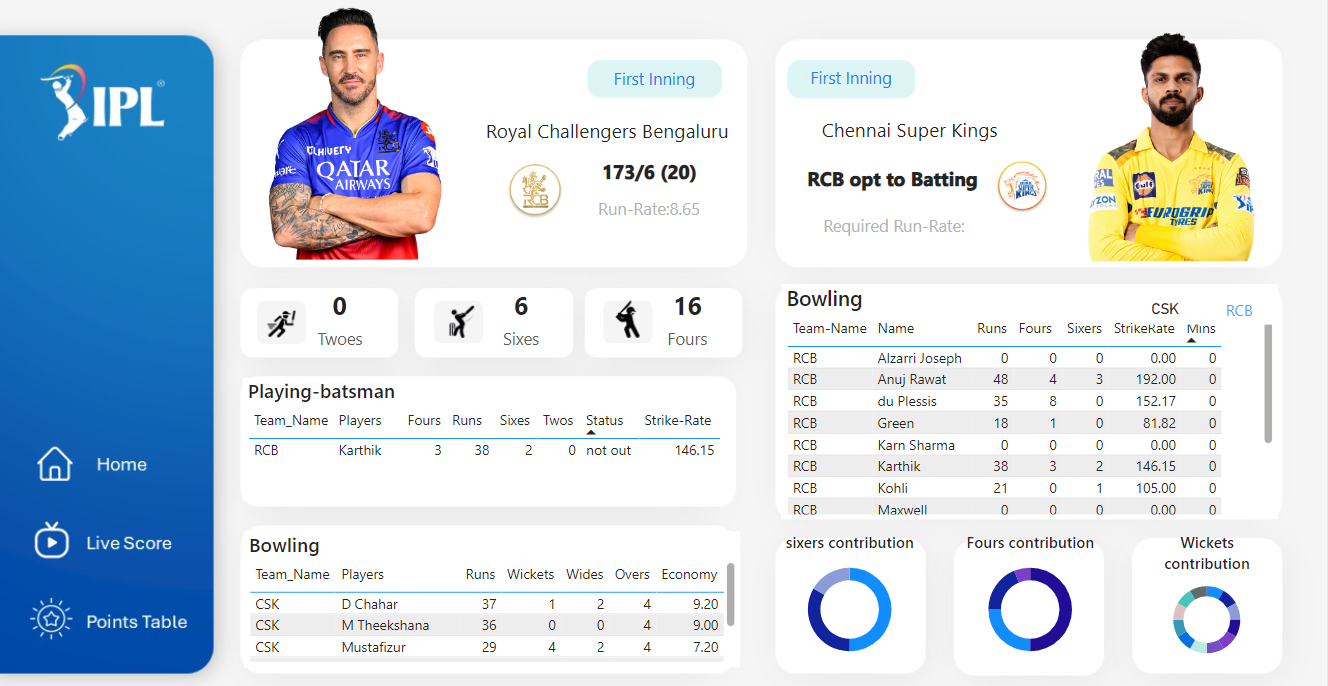 IPL
Home
Live Score
Points Table
First Inning
Royal Challengers Bengaluru
173/6 (20)
Run-Rate:8.65
RCB
QATAR
AIRWAYS
First Inning
Chennai Super Kings
RCB opt to Batting
Required Run-Rate:
Gulf
EUROGRIP
TYRES
0
Twoes
6
Sixes
16
Fours
Playing-batsman
Team_Name Players Fours Runs Sixes Twos Status Strike-Rate
RCB Karthik 3 38 2 0 not out 146.15
Bowling
Team_Name Players Runs Wickets Wides Overs Economy
CSK D Chahar 37 1 2 4 9.20
CSK M Theekshana 36 0 0 4 9.00
CSK Mustafizur 29 4 2 4 7.20
Bowling
CSK RCB
Team-Name Name Runs Fours Sixers StrikeRate Mins
RCB Alzarri Joseph 0 0 0 0.00 0
RCB Anuj Rawat 48 4 3 192.00 0
RCB du Plessis 35 8 0 152.17 0
RCB Green 18 1 0 81.82 0
RCB Karn Sharma 0 0 0 0.00 0
RCB Karthik 38 3 2 146.15 0
RCB Kohli 21 0 1 105.00 0
RCB Maxwell 0 0 0 0.00 0
sixers contribution
Fours contribution
Wickets
contribution